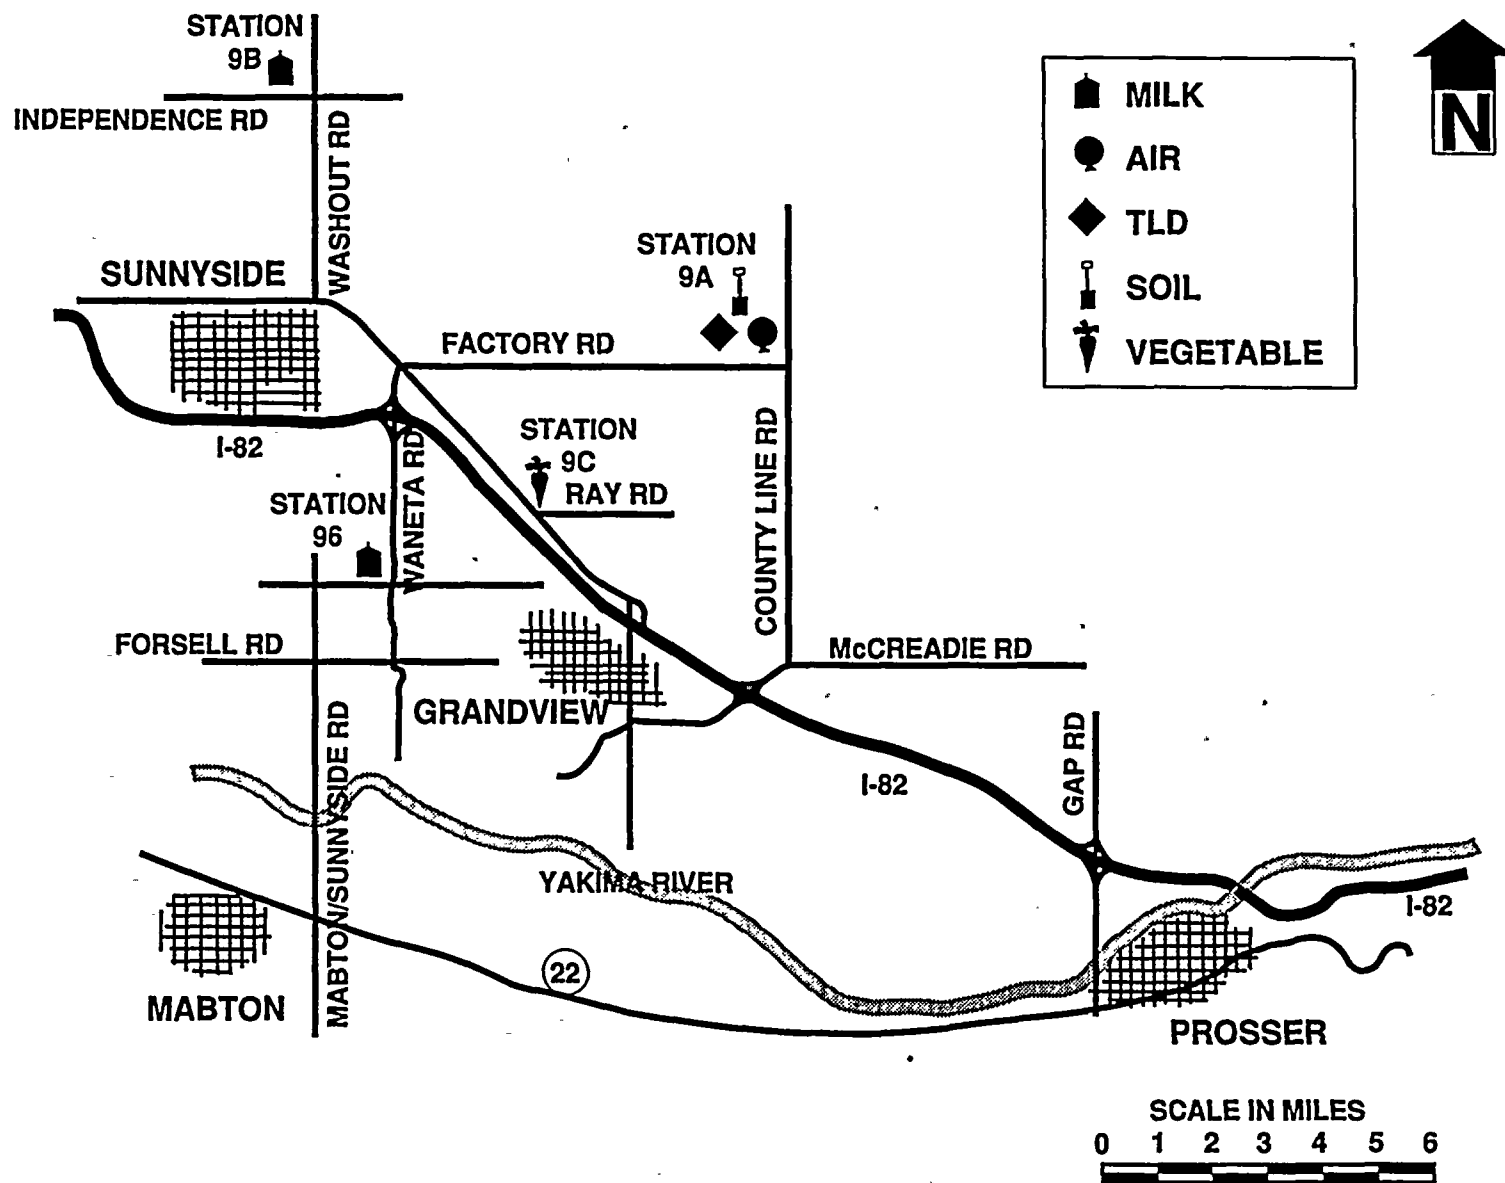 STATION
9B
INDEPENDENCE RD
WASHOUT RD
MILK
AIR
TLD
SOIL
VEGETABLE
N
SUNNYSIDE
STATION
9A
FACTORY RD
I-82
WANETA RD
STATION
9C
RAY RD
COUNTY LINE RD
STATION
96
FORSELL RD
McCREADIE RD
GRANDVIEW
MABTON/SUNNYSIDE RD
I-82
GAP RD
YAKIMA RIVER
I-82
22
MABTON
PROSSER
SCALE IN MILES
0 1 2 3 4 5 6